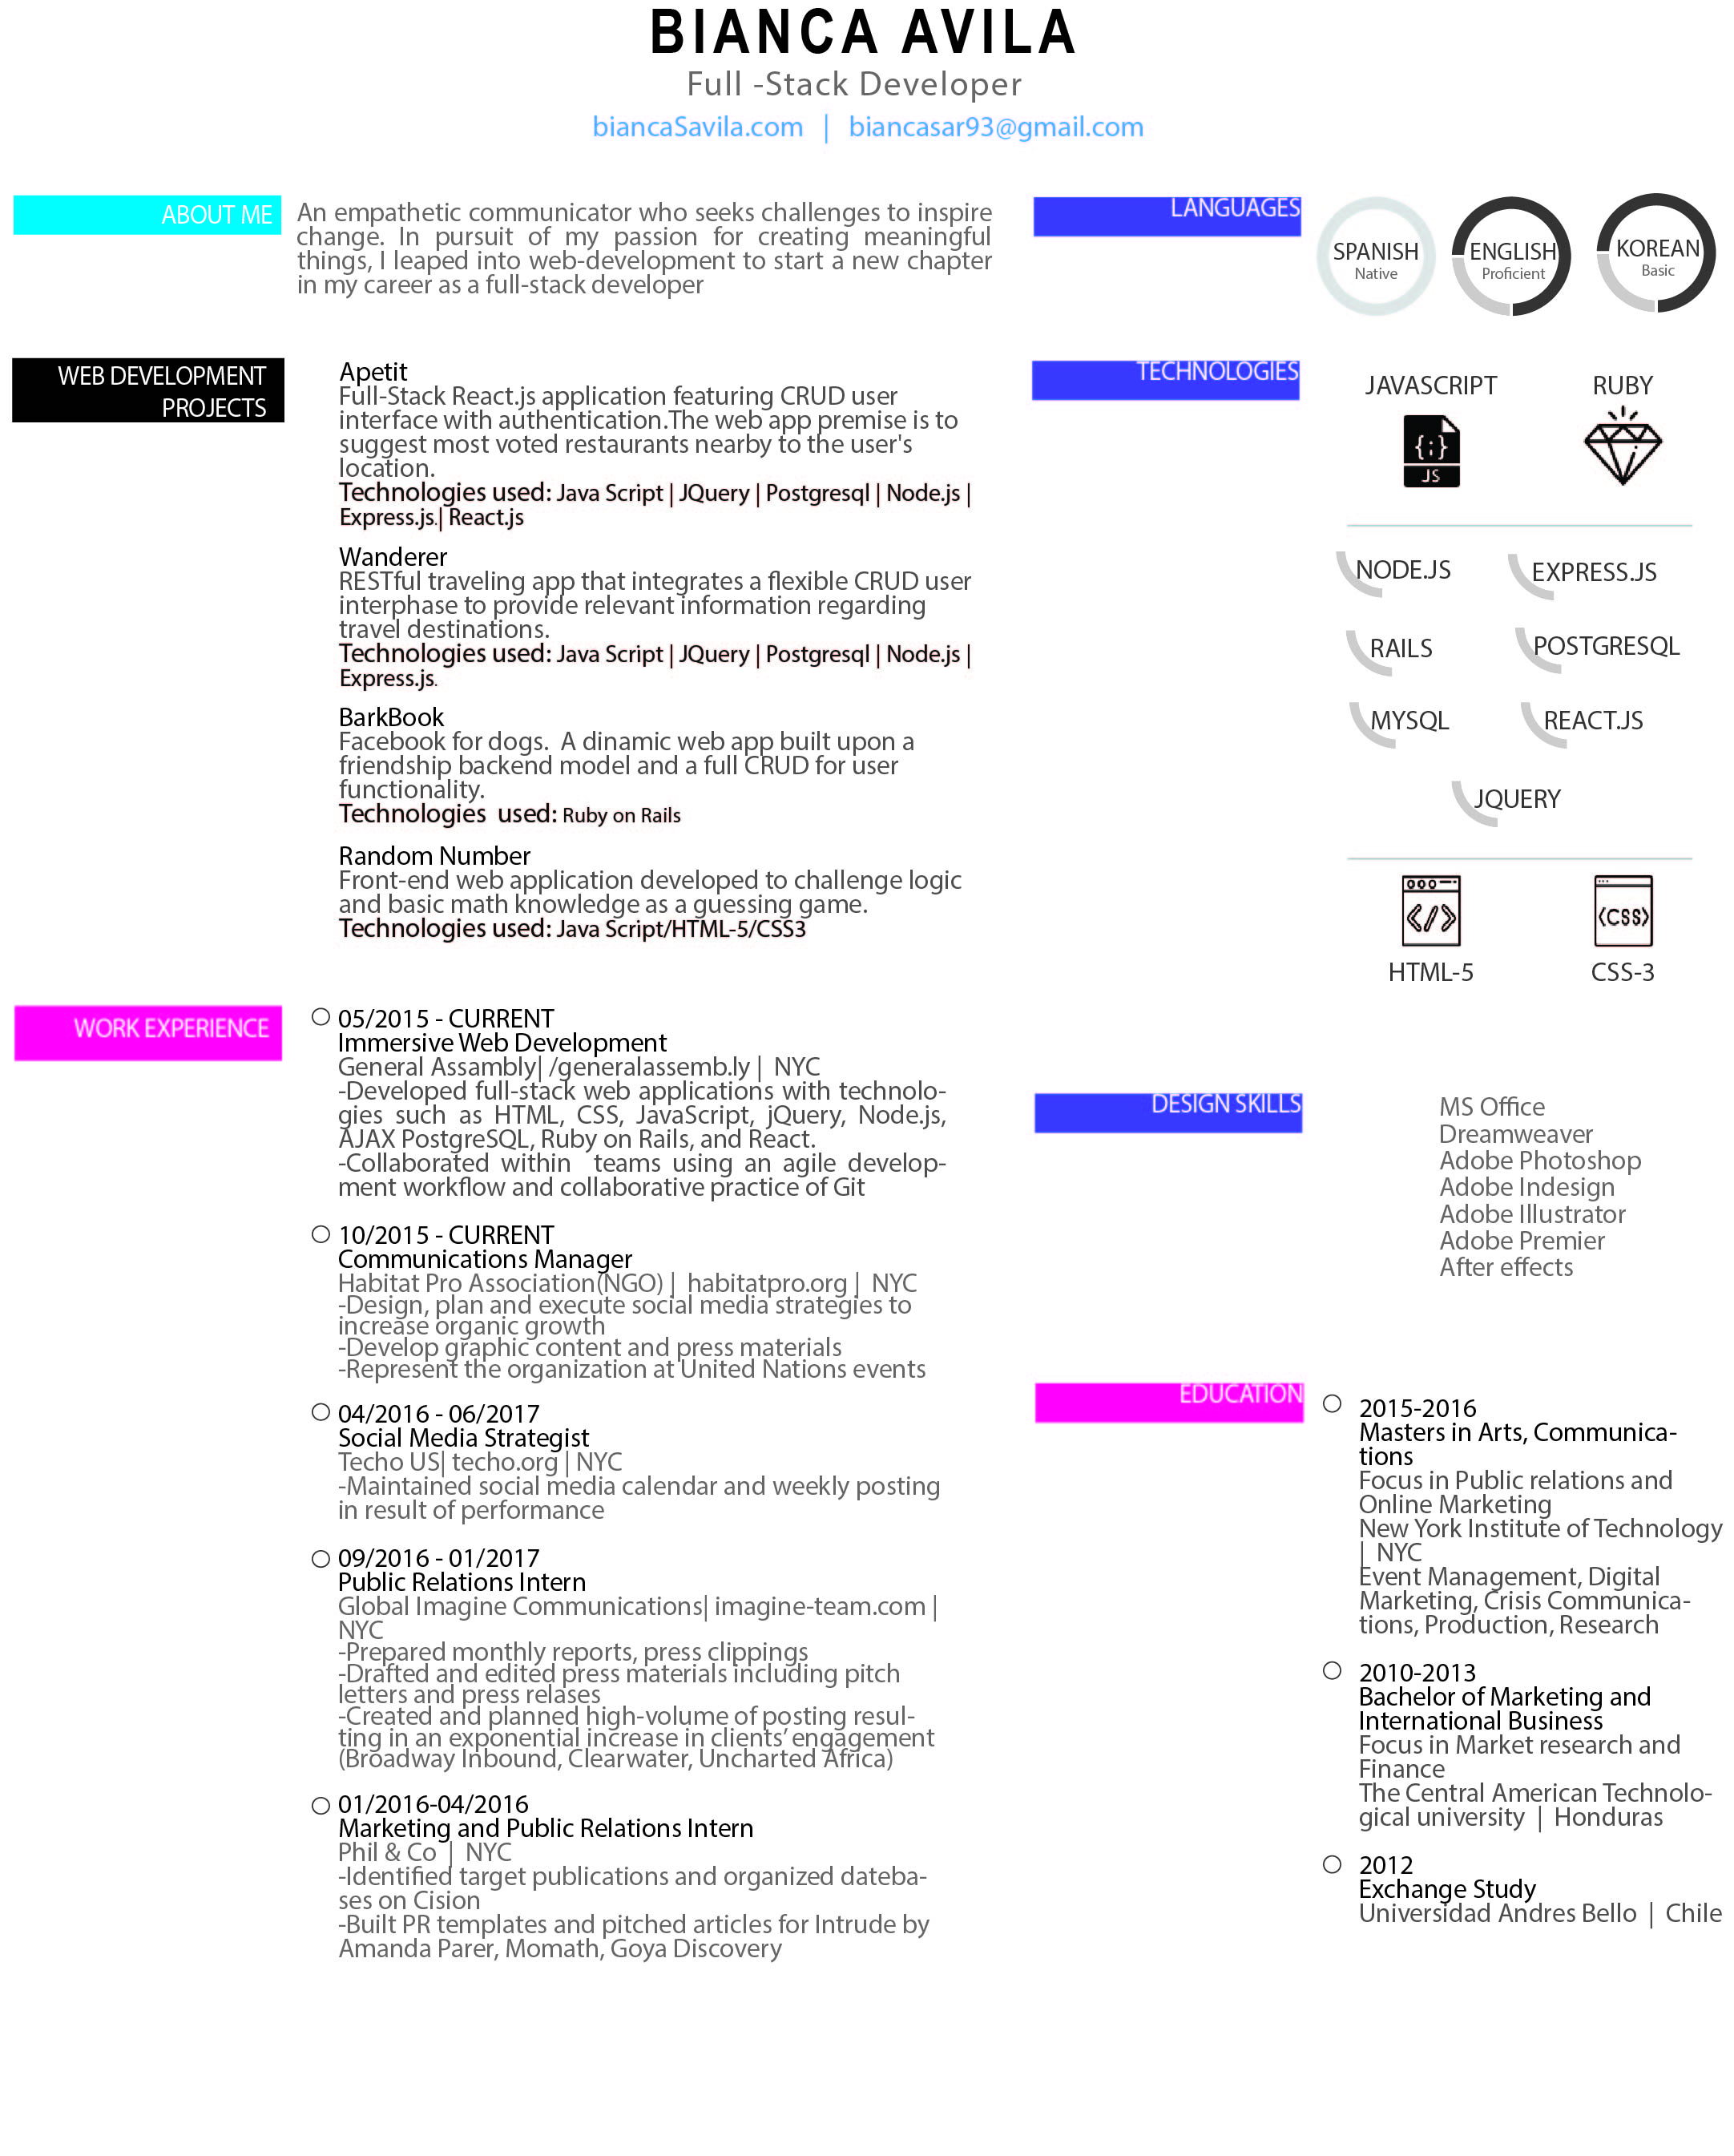 BIANCA AVILA
Full -Stack Developer
biancaSavila.com | biancasar93@gmail.com
ABOUT ME
An empathetic communicator who seeks challenges to inspire
change. In pursuit of my passion for creating meaningful
things, I leaped into web-development to start a new chapter
in my career as a full-stack developer
WEB DEVELOPMENT
PROJECTS
Apetit
Full-Stack React.js application featuring CRUD user
interface with authentication.The web app premise is to
suggest most voted restaurants nearby to the user's
location.
Technologies used: Java Script | JQuery | Postgresql | Node.js |
Express.js.| React.js
Wanderer
RESTful traveling app that integrates a flexible CRUD user
interphase to provide relevant information regarding
travel destinations.
Technologies used: Java Script | JQuery | Postgresql | Node.js |
Express.js.
BarkBook
Facebook for dogs. A dinamic web app built upon a
friendship backend model and a full CRUD for user
functionality.
Technologies used: Ruby on Rails
Random Number
Front-end web application developed to challenge logic
and basic math knowledge as a guessing game.
Technologies used: Java Script/HTML-5/CSS3
WORK EXPERIENCE
05/2015 - CURRENT
Immersive Web Development
General Assambly| /generalassemb.ly | NYC
-Developed full-stack web applications with technolo-
gies such as HTML, CSS, JavaScript, jQuery, Node.js,
AJAX PostgreSQL, Ruby on Rails, and React.
-Collaborated within teams using an agile develop-
ment workflow and collaborative practice of Git
10/2015 - CURRENT
Communications Manager
Habitat Pro Association(NGO) | habitatpro.org | NYC
-Design, plan and execute social media strategies to
increase organic growth
-Develop graphic content and press materials
-Represent the organization at United Nations events
04/2016 - 06/2017
Social Media Strategist
Techo US| techo.org | NYC
-Maintained social media calendar and weekly posting
in result of performance
09/2016 - 01/2017
Public Relations Intern
Global Imagine Communications| imagine-team.com |
NYC
-Prepared monthly reports, press clippings
-Drafted and edited press materials including pitch
letters and press relases
-Created and planned high-volume of posting resul-
ting in an exponential increase in clients’ engagement
(Broadway Inbound, Clearwater, Uncharted Africa)
01/2016-04/2016
Marketing and Public Relations Intern
Phil & Co | NYC
-Identified target publications and organized dateba-
ses on Cision
-Built PR templates and pitched articles for Intrude by
Amanda Parer, Momath, Goya Discovery
LANGUAGES
SPANISH
Native
ENGLISH
Proficient
KOREAN
Basic
TECHNOLOGIES
JAVASCRIPT RUBY
{;}
JS
NODE.JS EXPRESS.JS
RAILS POSTGRESQL
MYSQL REACT.JS
JQUERY
</> <CSS>
HTML-5 CSS-3
DESIGN SKILLS
MS Office
Dreamweaver
Adobe Photoshop
Adobe Indesign
Adobe Illustrator
Adobe Premier
After effects
EDUCATION
2015-2016
Masters in Arts, Communica-
tions
Focus in Public relations and
Online Marketing
New York Institute of Technology
| NYC
Event Management, Digital
Marketing, Crisis Communica-
tions, Production, Research
2010-2013
Bachelor of Marketing and
International Business
Focus in Market research and
Finance
The Central American Technolo-
gical university | Honduras
2012
Exchange Study
Universidad Andres Bello | Chile